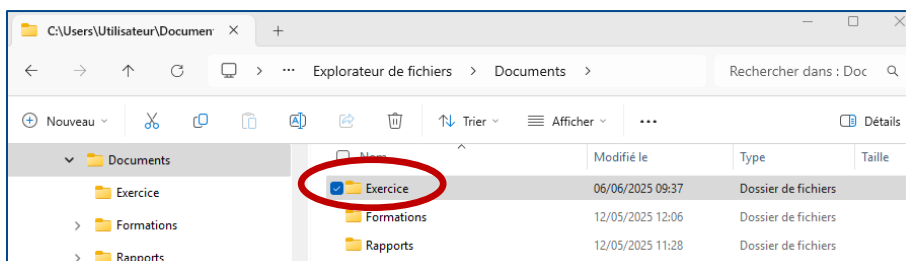 C:\Users\Utilisateur\Documen
Explorateur de fichiers > Documents >
Rechercher dans : Doc
Nouveau
Trier
Afficher
Détails
Documents
Exercice
Formations
Rapports
Nom Modifié le Type Taille
Exercice 06/06/2025 09:37 Dossier de fichiers
Formations 12/05/2025 12:06 Dossier de fichiers
Rapports 12/05/2025 11:28 Dossier de fichiers